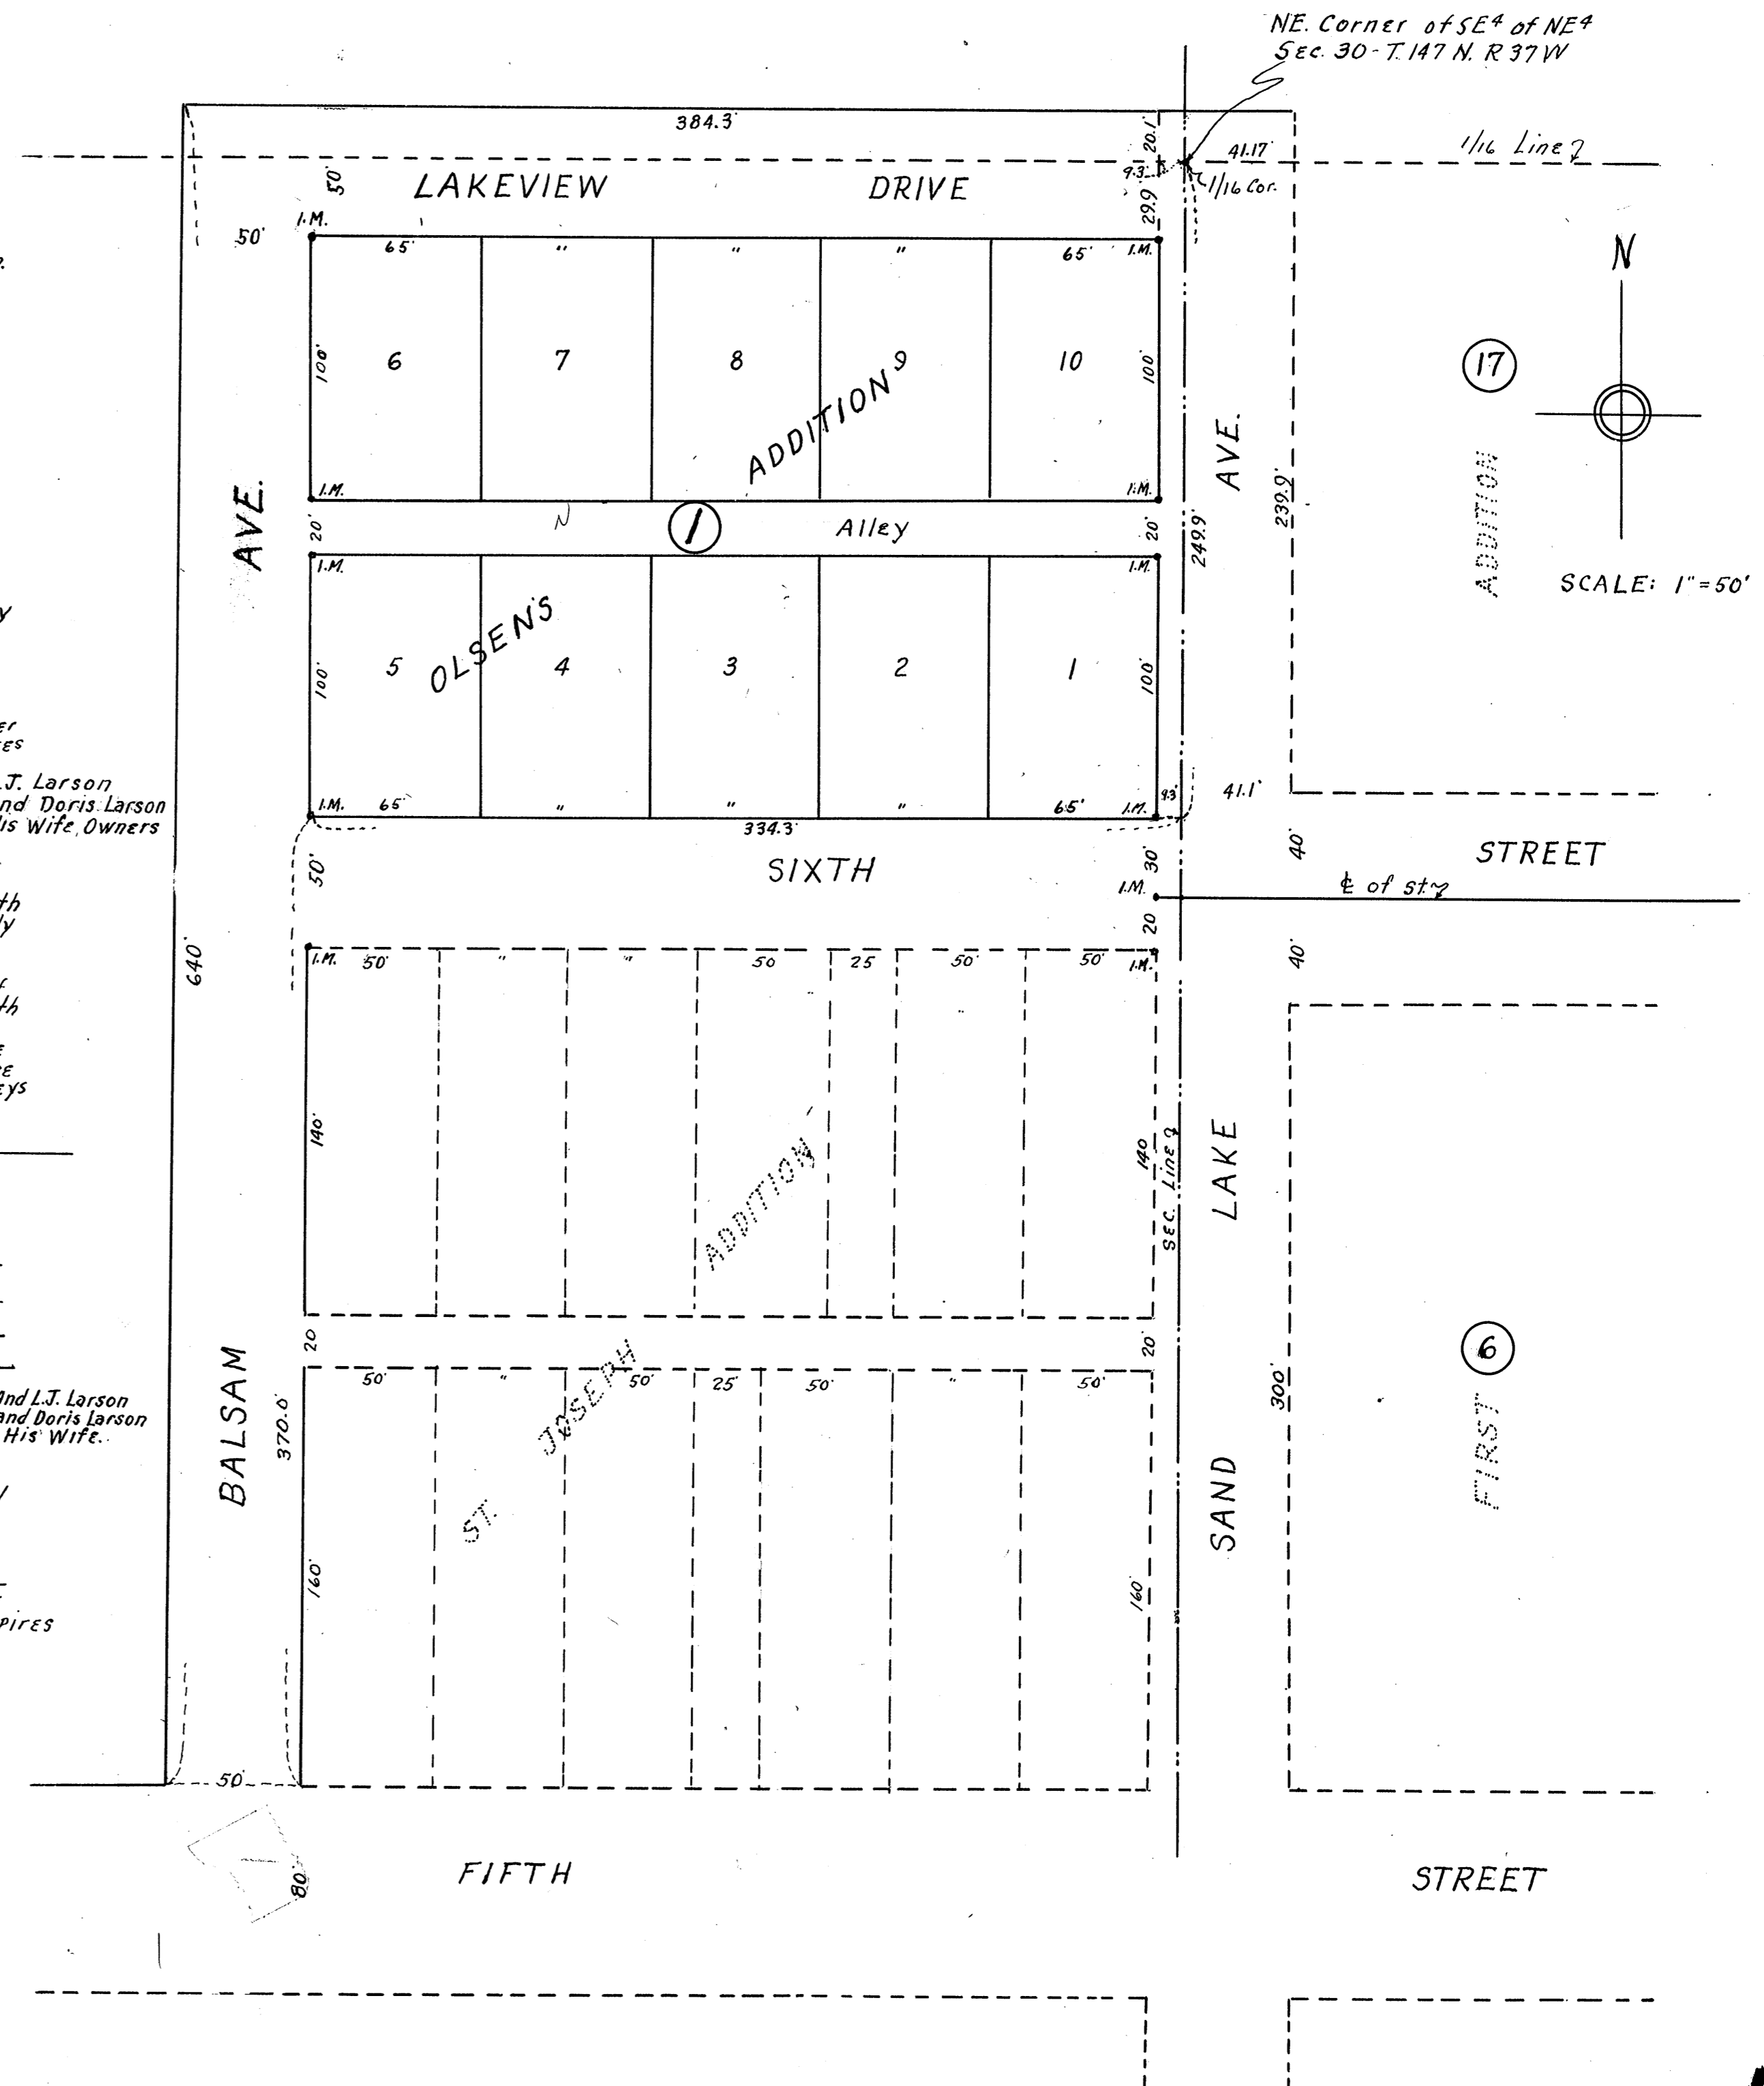 NE. Corner of SE4 of NE4
Sec. 30-T.147 N. R 37 W
384.3'
20.1'
41.17'
1/16 Line
50'
LAKEVIEW DRIVE
9.3
1/16 Cor.
29.9'
I.M.
50'
65' " " " 65' I.M.
N
100' 6 7 8 9 10 100'
17
ADDITION
AVE.
239.9'
ADDITION
I.M. I.M.
AVE.
20' N 1 Alley 20'
249.9'
I.M. I.M.
SCALE: 1"=50'
OLSEN'S
100' 5 4 3 2 1 100'
L.J. Larson
and Doris Larson
His Wife, Owners
I.M. 65' " " " 65' I.M.
9.3'
41.1'
334.3'
50' SIXTH 30' 40' STREET
I.M.
₵ of st.
20
640'
40'
I.M. 50' " " 50 25 50' 50' I.M.
140'
140
SEC. Line
LAKE
ADDITION
20 20'
JOSEPH
6
50' " 50' 25' 50' " 50'
and L.J. Larson
and Doris Larson
His Wife.
BALSAM
370.0'
300'
FIRST
ST.
SAND
160' 160'
50'
80'
FIFTH STREET